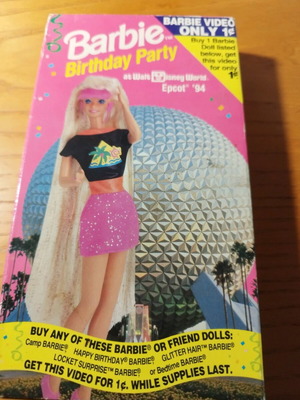 Barbie™
Birthday Party
at Walt Disney World
Epcot '94
BARBIE VIDEO
ONLY 1¢
Buy 1 Barbie
Doll listed
below, get
this video
for only
1¢
BUY ANY OF THESE BARBIE® OR FRIEND DOLLS:
Camp BARBIE® HAPPY BIRTHDAY® BARBIE® GLITTER HAIR™ BARBIE®
LOCKET SURPRISE™ BARBIE® or Bedtime BARBIE®
GET THIS VIDEO FOR 1¢. WHILE SUPPLIES LAST.